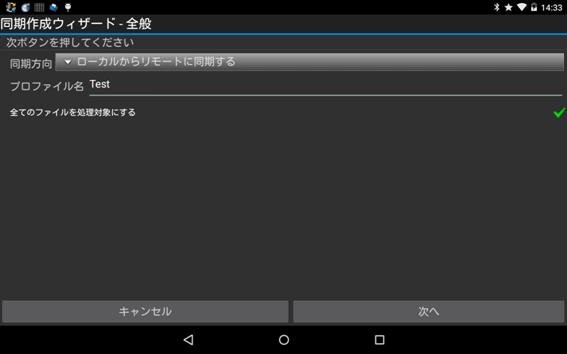 14:33
同期作成ウィザード - 全般
次ボタンを押してください
同期方向 ローカルからリモートに同期する
プロファイル名 Test
全てのファイルを処理対象にする
キャンセル 次へ